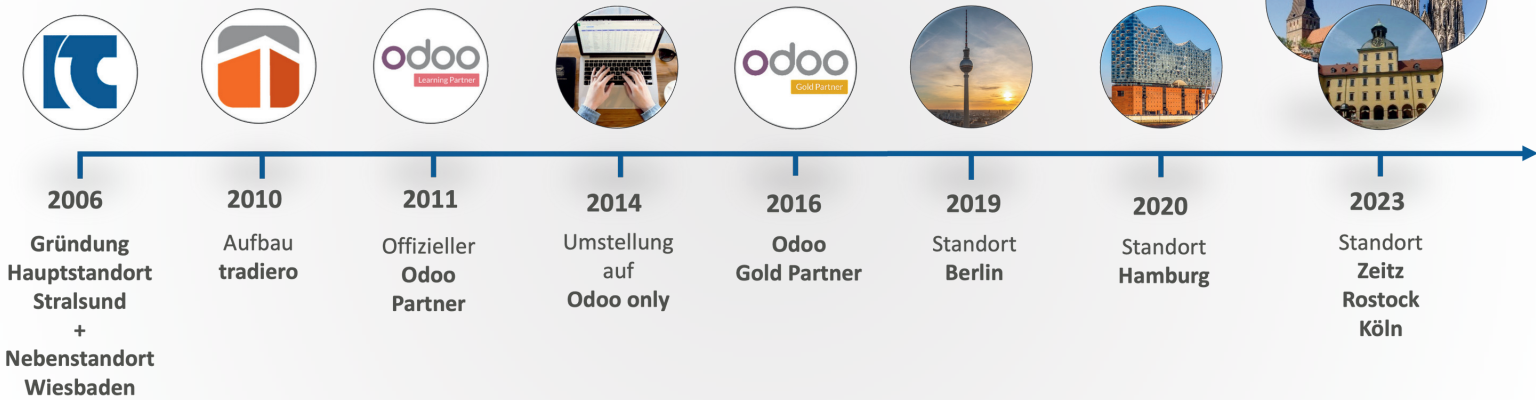 odoo
Learning Partner
odoo
Gold Partner
2006
Gründung
Hauptstandort
Stralsund
+
Nebenstandort
Wiesbaden
2010
Aufbau
tradiero
2011
Offizieller
Odoo
Partner
2014
Umstellung
auf
Odoo only
2016
Odoo
Gold Partner
2019
Standort
Berlin
2020
Standort
Hamburg
2023
Standort
Zeitz
Rostock
Köln